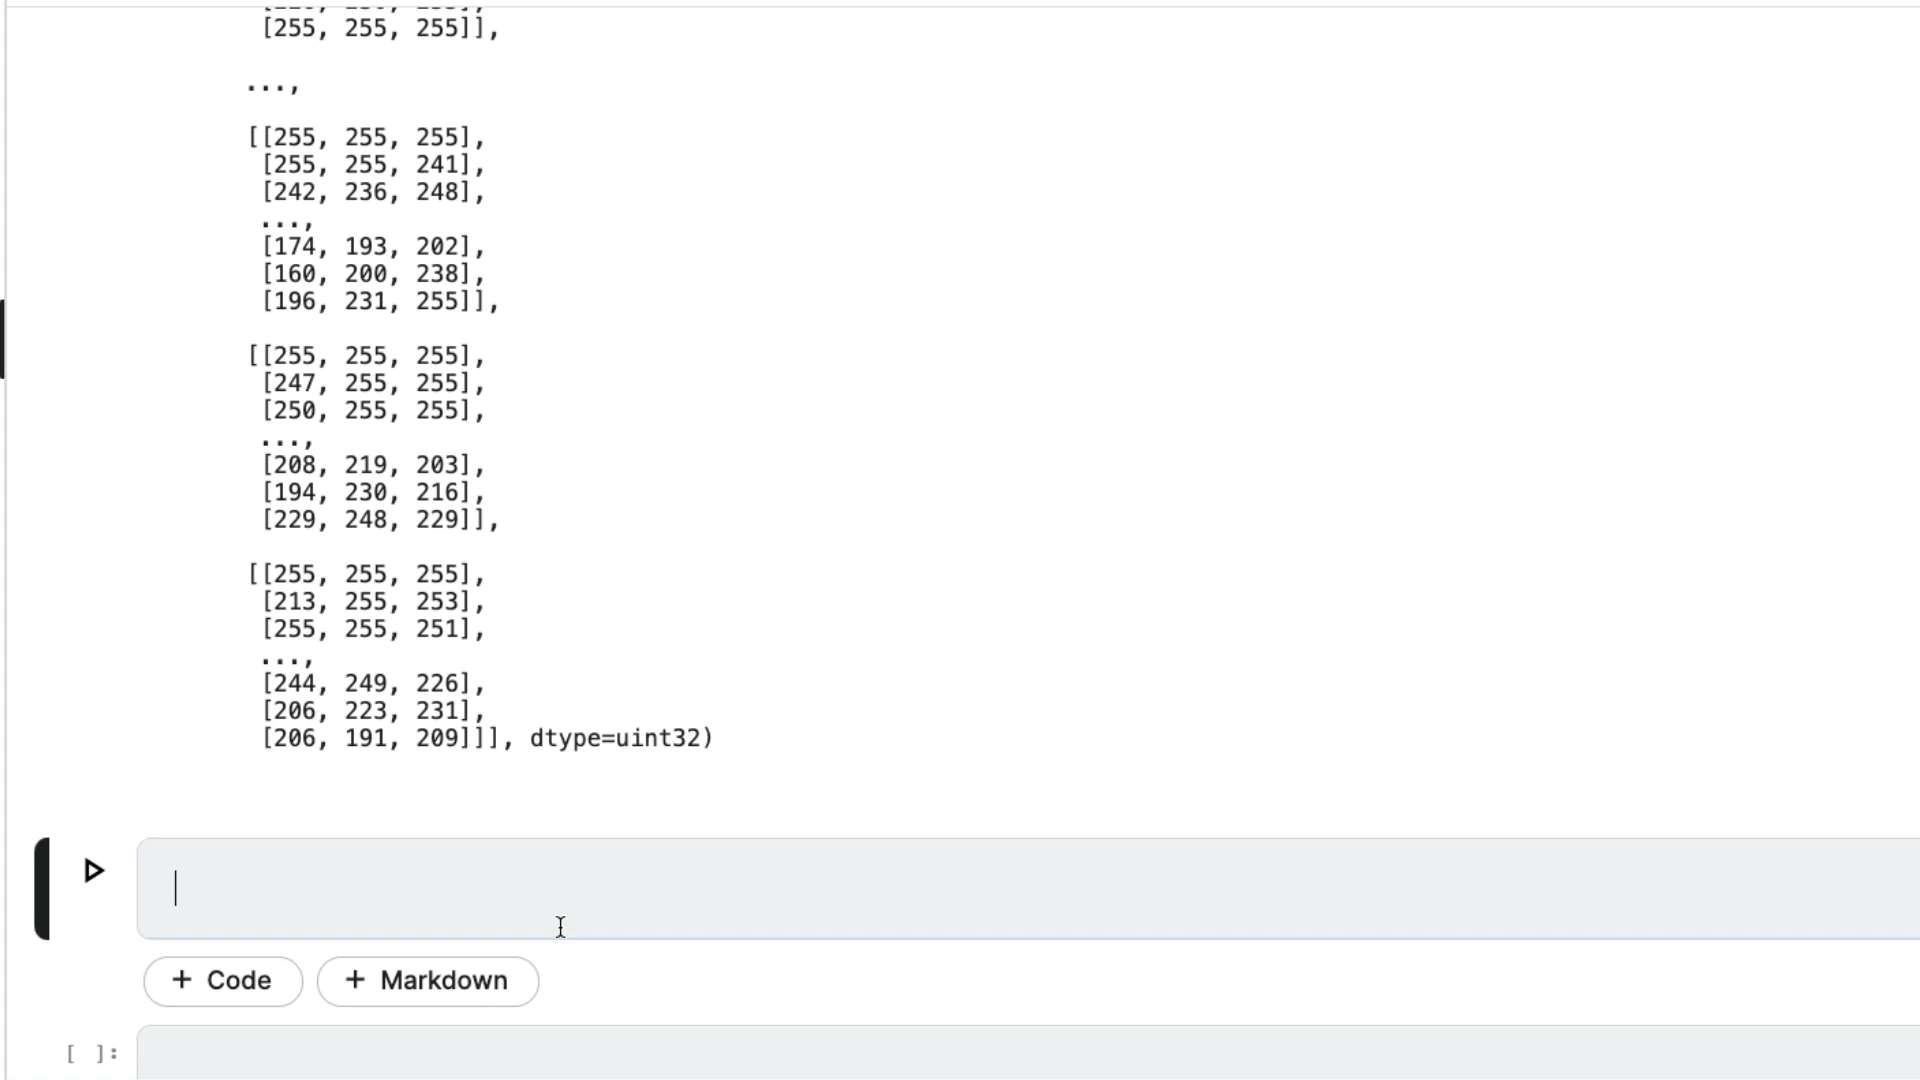 [255, 255, 255]],
...,
[[255, 255, 255],
[255, 255, 241],
[242, 236, 248],
...,
[174, 193, 202],
[160, 200, 238],
[196, 231, 255]],
[[255, 255, 255],
[247, 255, 255],
[250, 255, 255],
...,
[208, 219, 203],
[194, 230, 216],
[229, 248, 229]],
[[255, 255, 255],
[213, 255, 253],
[255, 255, 251],
...,
[244, 249, 226],
[206, 223, 231],
[206, 191, 209]]], dtype=uint32)
+ Code + Markdown
[ ]: